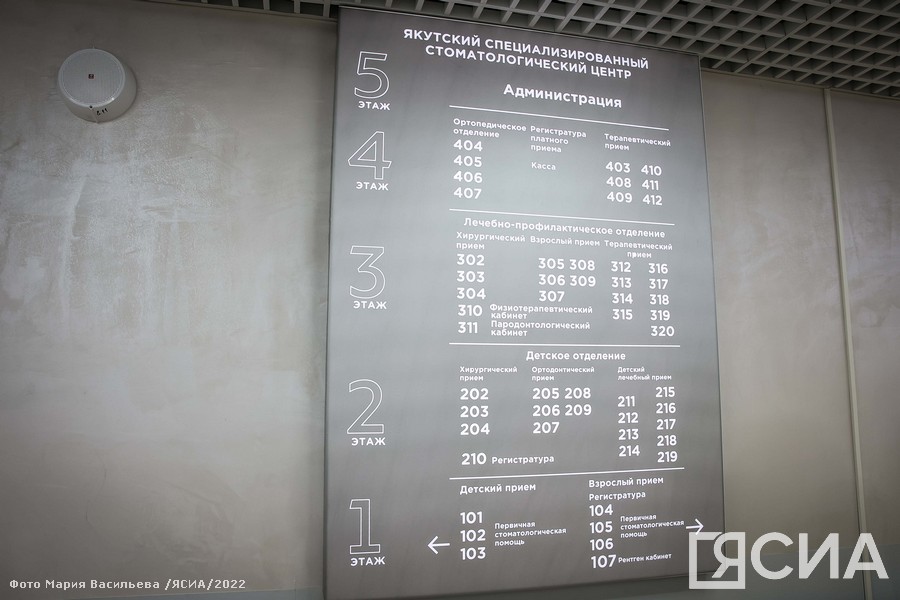 ЯКУТСКИЙ СПЕЦИАЛИЗИРОВАННЫЙ
СТОМАТОЛОГИЧЕСКИЙ ЦЕНТР
5
ЭТАЖ
Администрация
4
ЭТАЖ
Ортопедическое
отделение
404
405
406
407
Регистратура
платного
приема
Касса
Терапевтический
прием
403 410
408 411
409 412
3
ЭТАЖ
Лечебно-профилактическое отделение
Хирургический
прием
302
303
304
310 Физиотерапевтический
кабинет
311 Пародонтологический
кабинет
Взрослый прием
305 308
306 309
307
Терапевтический
прием
312 316
313 317
314 318
315 319
320
2
ЭТАЖ
Детское отделение
Хирургический
прием
202
203
204
210 Регистратура
Ортодонтический
прием
205 208
206 209
207
Детский
лечебный прием
211 215
212 216
213 217
214 218
219
1
ЭТАЖ
Детский прием
101
102
103
Первичная
стоматологическая
помощь
Взрослый прием
Регистратура
104
105
106
Первичная
стоматологическая
помощь
107 Рентген кабинет
Фото Мария Васильева /ЯСИА/2022
ЯСИА